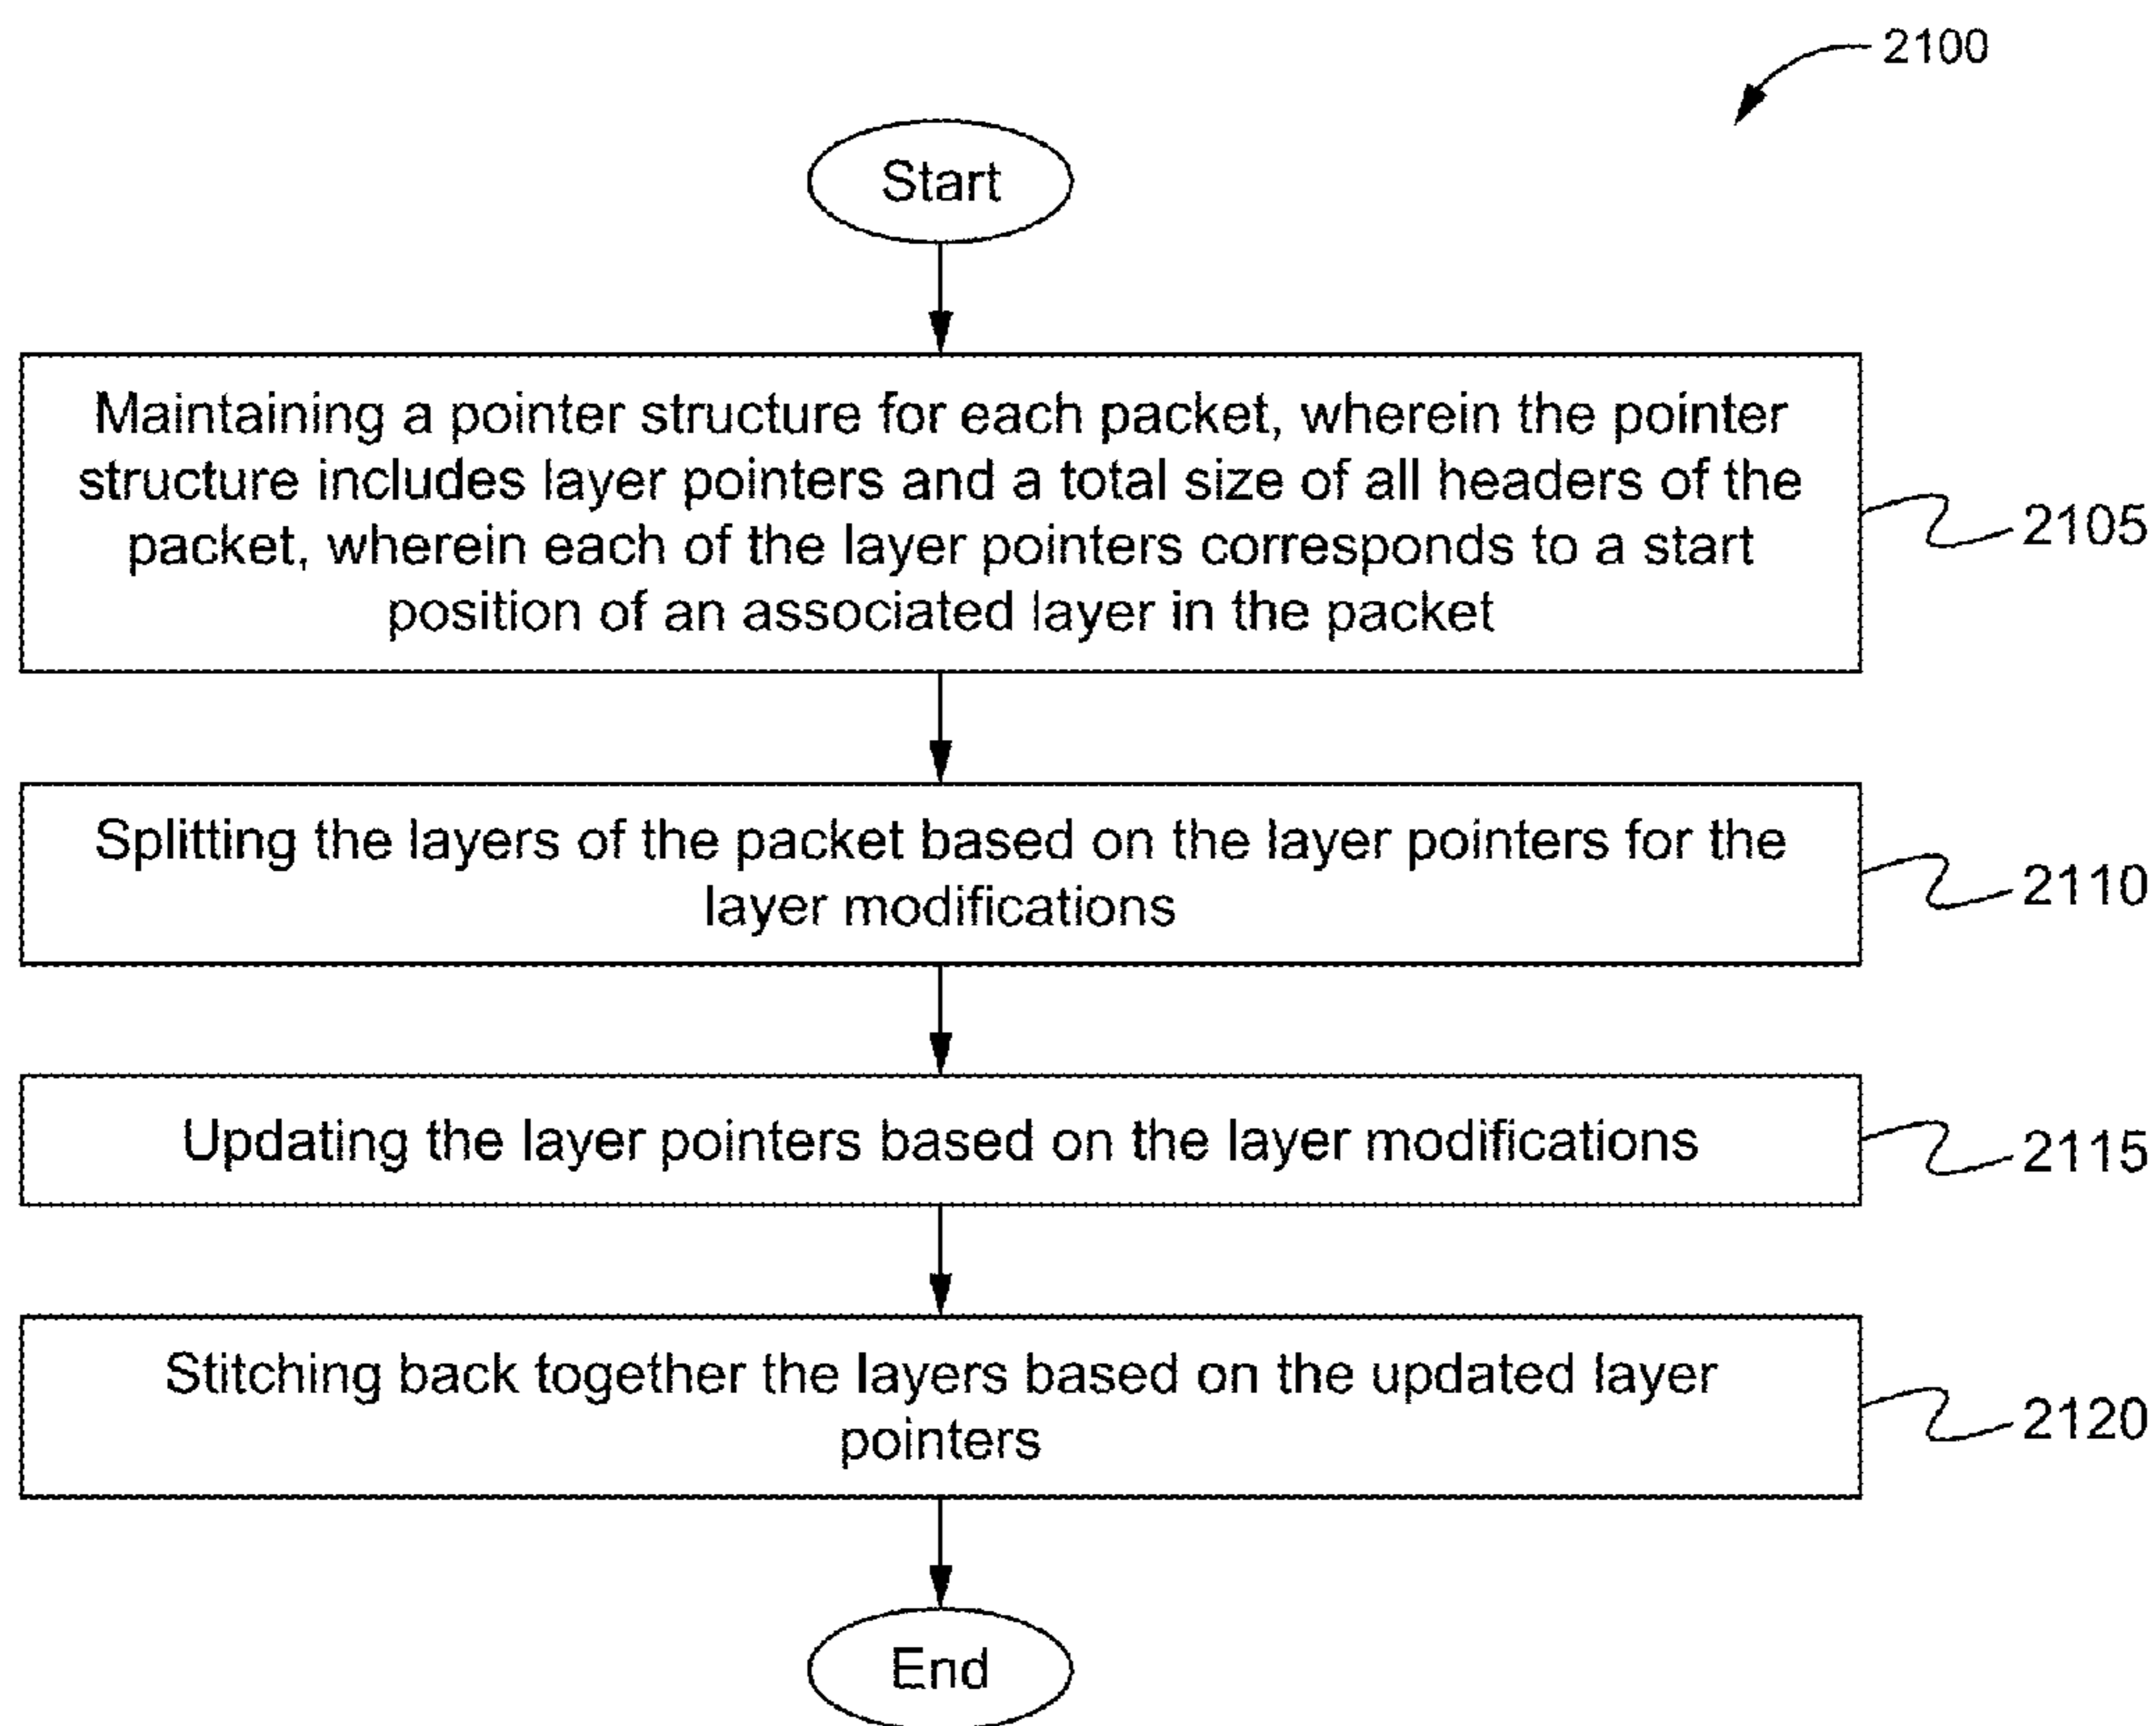 2100
Start
Maintaining a pointer structure for each packet, wherein the pointer
structure includes layer pointers and a total size of all headers of the
packet, wherein each of the layer pointers corresponds to a start
position of an associated layer in the packet
2105
Splitting the layers of the packet based on the layer pointers for the
layer modifications
2110
Updating the layer pointers based on the layer modifications
2115
Stitching back together the layers based on the updated layer
pointers
2120
End